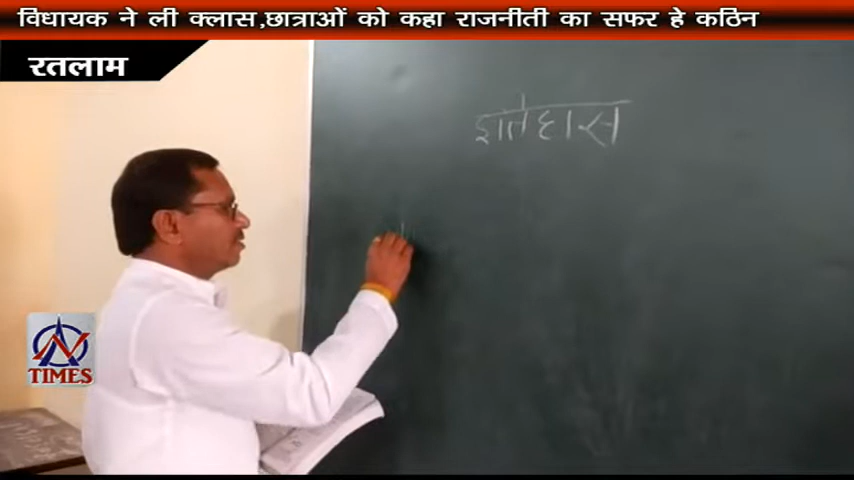 विधायक ने ली क्लास,छात्राओं को कहा राजनीती का सफर हे कठिन
रतलाम
इतिहास
TIMES